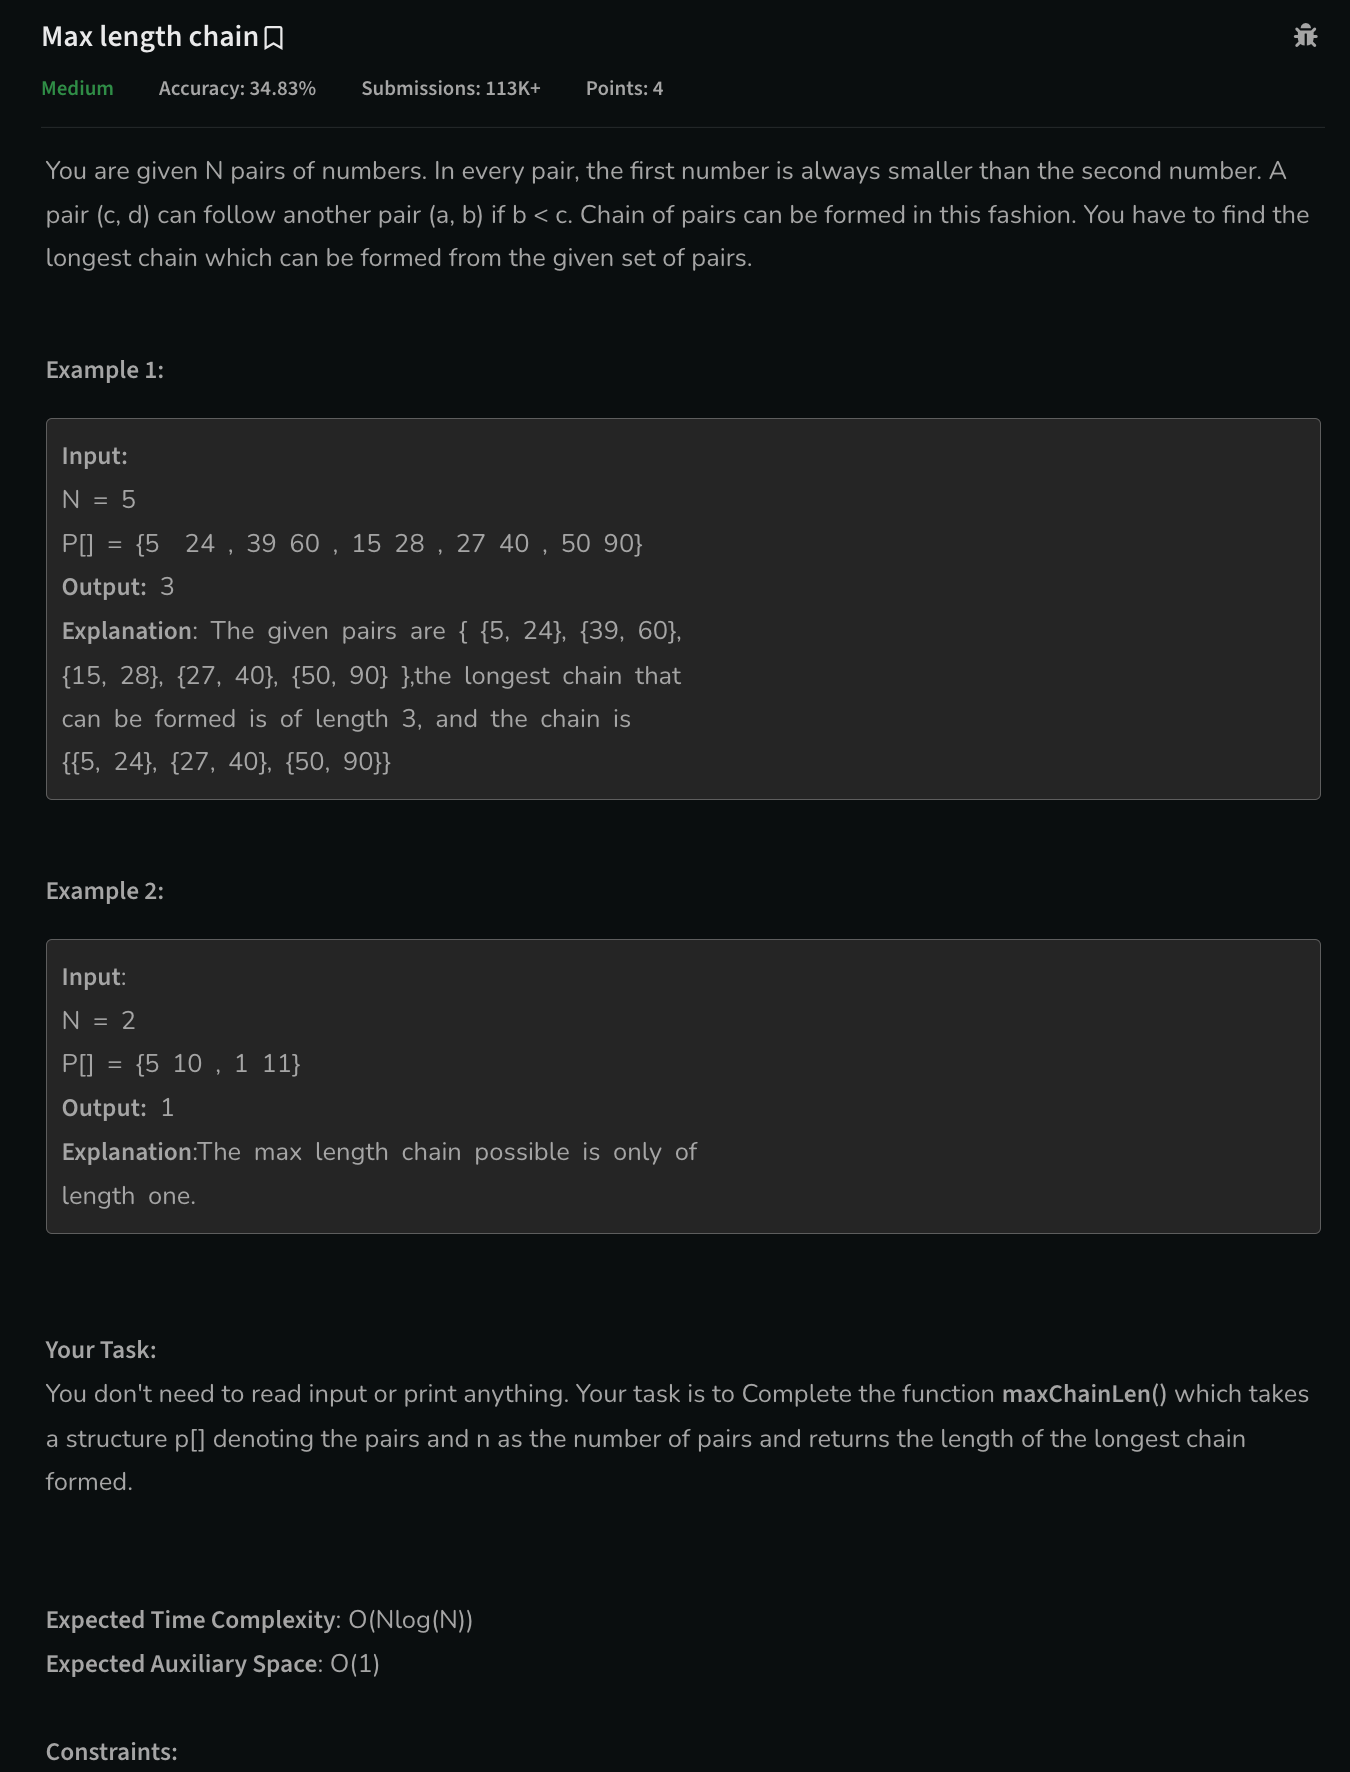 Max length chain
Medium Accuracy: 34.83% Submissions: 113K+ Points: 4
You are given N pairs of numbers. In every pair, the first number is always smaller than the second number. A
pair (c, d) can follow another pair (a, b) if b < c. Chain of pairs can be formed in this fashion. You have to find the
longest chain which can be formed from the given set of pairs.
Example 1:
Input:
N = 5
P[] = {5  24 , 39 60 , 15 28 , 27 40 , 50 90}
Output: 3
Explanation: The given pairs are { {5, 24}, {39, 60},
{15, 28}, {27, 40}, {50, 90} },the longest chain that
can be formed is of length 3, and the chain is
{{5, 24}, {27, 40}, {50, 90}}
Example 2:
Input:
N = 2
P[] = {5 10 , 1 11}
Output: 1
Explanation:The max length chain possible is only of
length one.
Your Task:
You don't need to read input or print anything. Your task is to Complete the function maxChainLen() which takes
a structure p[] denoting the pairs and n as the number of pairs and returns the length of the longest chain
formed.
Expected Time Complexity: O(Nlog(N))
Expected Auxiliary Space: O(1)
Constraints: